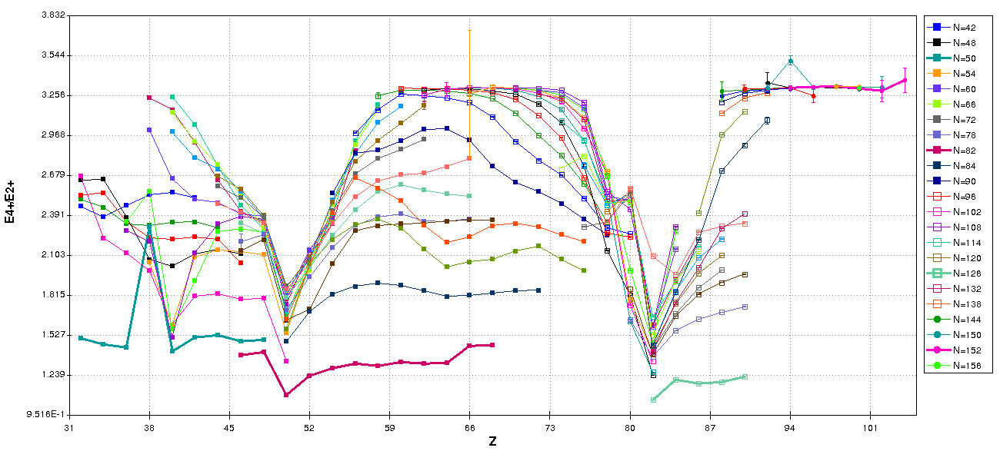 3.832
3.544
3.256
2.968
2.679
2.391
2.103
1.815
1.527
1.239
9.516E-1
E4+/E2+
31
38
45
52
59
66
73
80
87
94
101
Z
N=42
N=48
N=50
N=54
N=60
N=66
N=72
N=78
N=82
N=84
N=90
N=96
N=102
N=108
N=114
N=120
N=126
N=132
N=138
N=144
N=150
N=152
N=156